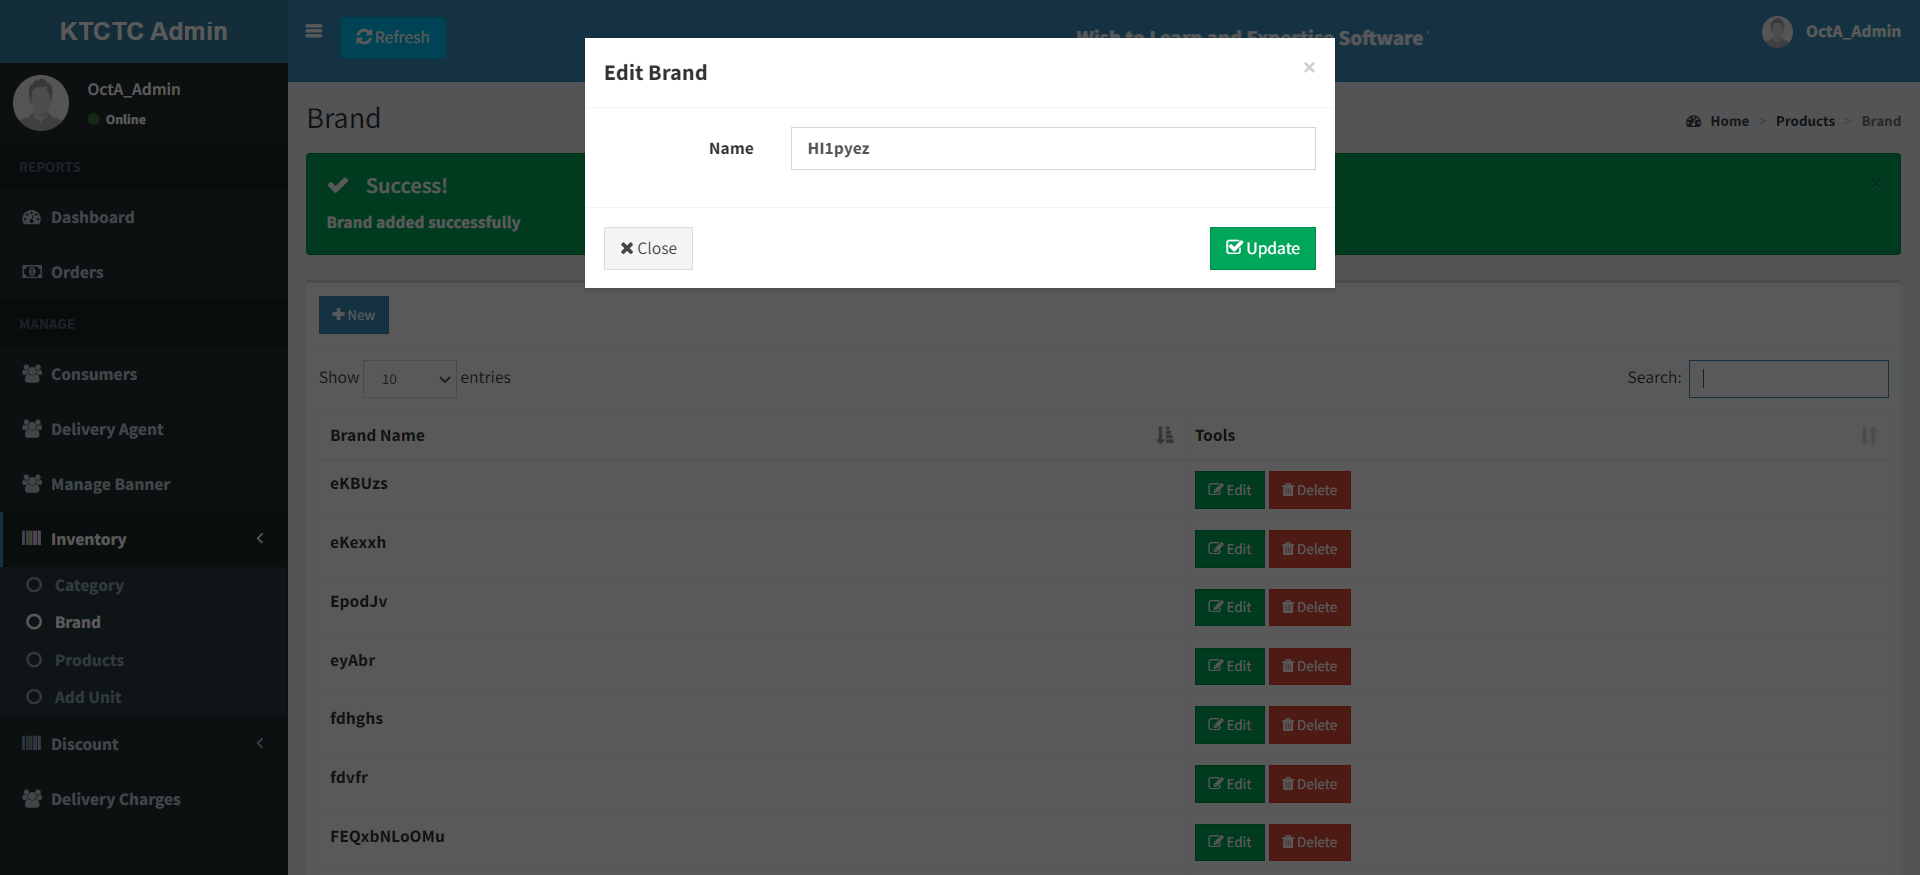 KTCTC Admin
Refresh
Wish to Learn and Expertise Software
OctA_Admin
OctA_Admin
Online
REPORTS
Dashboard
Orders
MANAGE
Consumers
Delivery Agent
Manage Banner
Inventory
Category
Brand
Products
Add Unit
Discount
Delivery Charges
Edit Brand
×
Name
HI1pyez
Close
Update
Brand
Home > Products > Brand
Success!
×
Brand added successfully
New
Show 10 entries
Search:
Brand Name
Tools
eKBUzs
Edit Delete
eKexxh
Edit Delete
EpodJv
Edit Delete
eyAbr
Edit Delete
fdhghs
Edit Delete
fdvfr
Edit Delete
FEQxbNLoOMu
Edit Delete